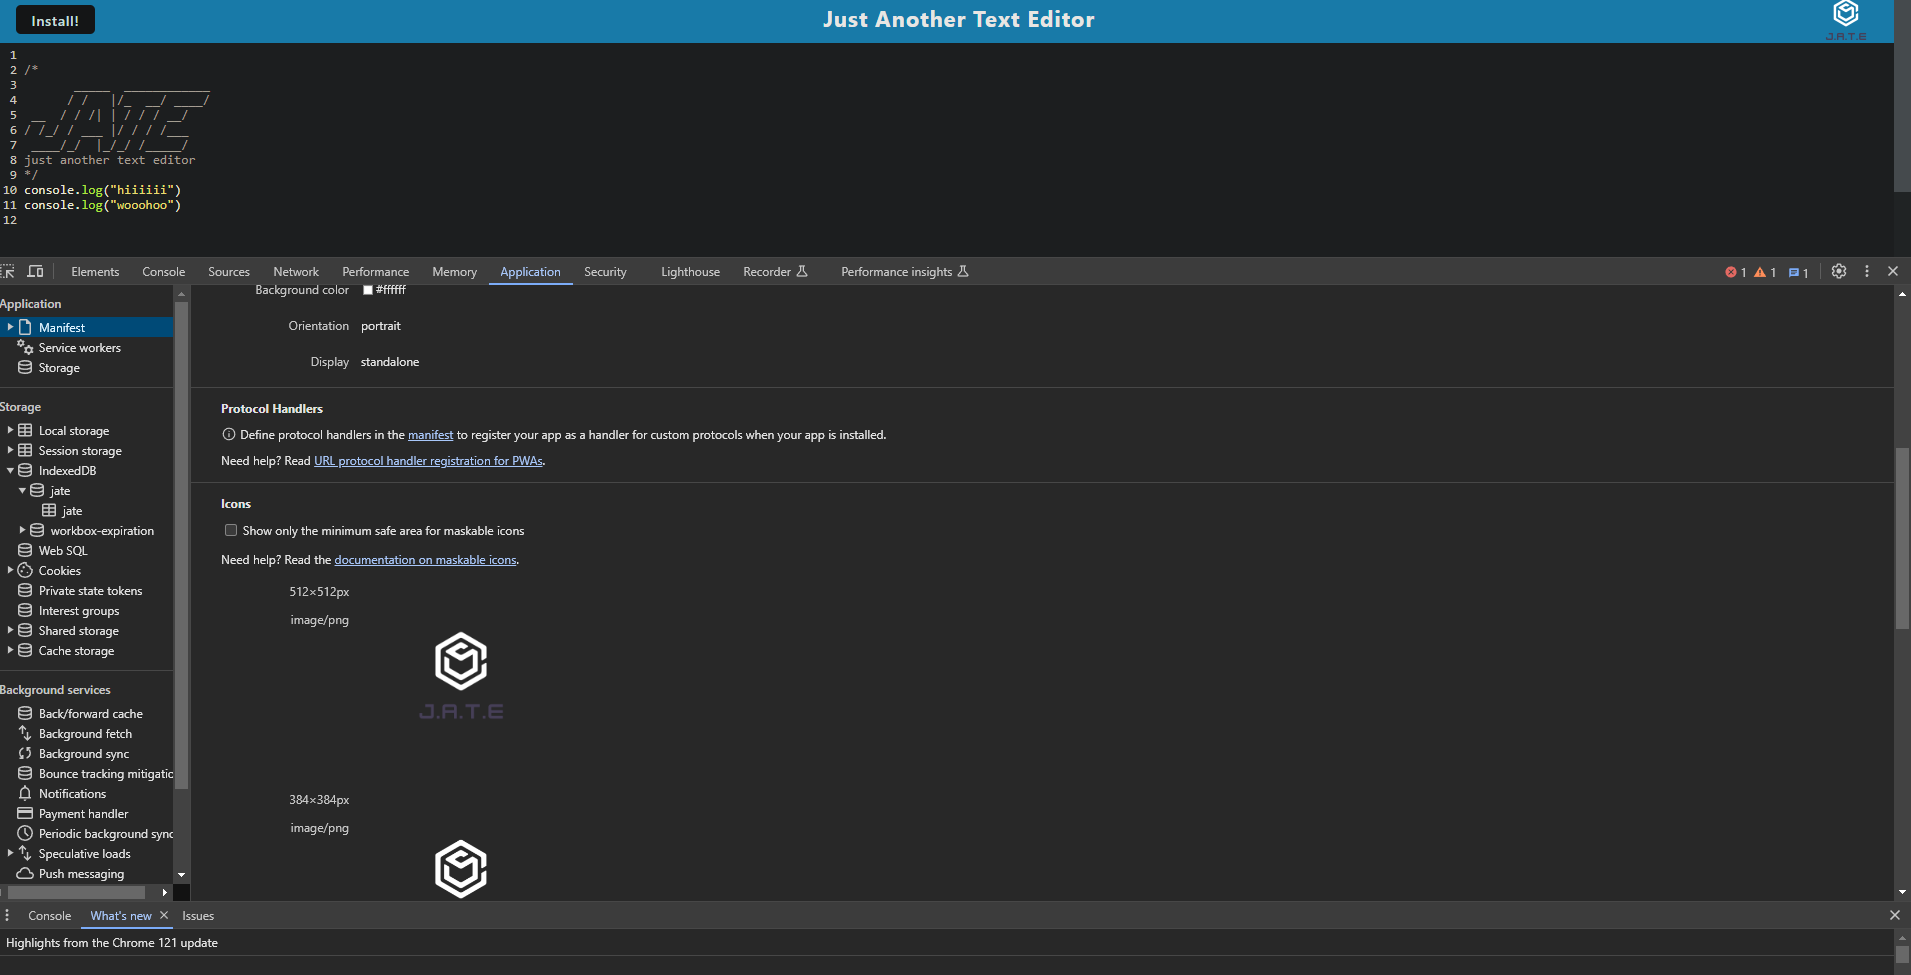 Install!
Just Another Text Editor
J.A.T.E
1
2 /*
3         _____  ____________
4       / /   |/_  __/ ____/
5  __  / / /| | / / / __/
6 / /_/ / ___ |/ / / /___
7  ____/_/  |_/_/ /_____/
8 just another text editor
9 */
10 console.log("hiiiiii")
11 console.log("wooohoo")
12
Elements Console Sources Network Performance Memory Application Security Lighthouse Recorder Performance insights 1 1 1
Application
Manifest
Service workers
Storage
Storage
Local storage
Session storage
IndexedDB
jate
jate
workbox-expiration
Web SQL
Cookies
Private state tokens
Interest groups
Shared storage
Cache storage
Background services
Back/forward cache
Background fetch
Background sync
Bounce tracking mitigatio
Notifications
Payment handler
Periodic background sync
Speculative loads
Push messaging
Background color #ffffff
Orientation portrait
Display standalone
Protocol Handlers
Define protocol handlers in the manifest to register your app as a handler for custom protocols when your app is installed.
Need help? Read URL protocol handler registration for PWAs.
Icons
Show only the minimum safe area for maskable icons
Need help? Read the documentation on maskable icons.
512×512px
image/png
J.A.T.E
384×384px
image/png
Console What's new Issues
Highlights from the Chrome 121 update